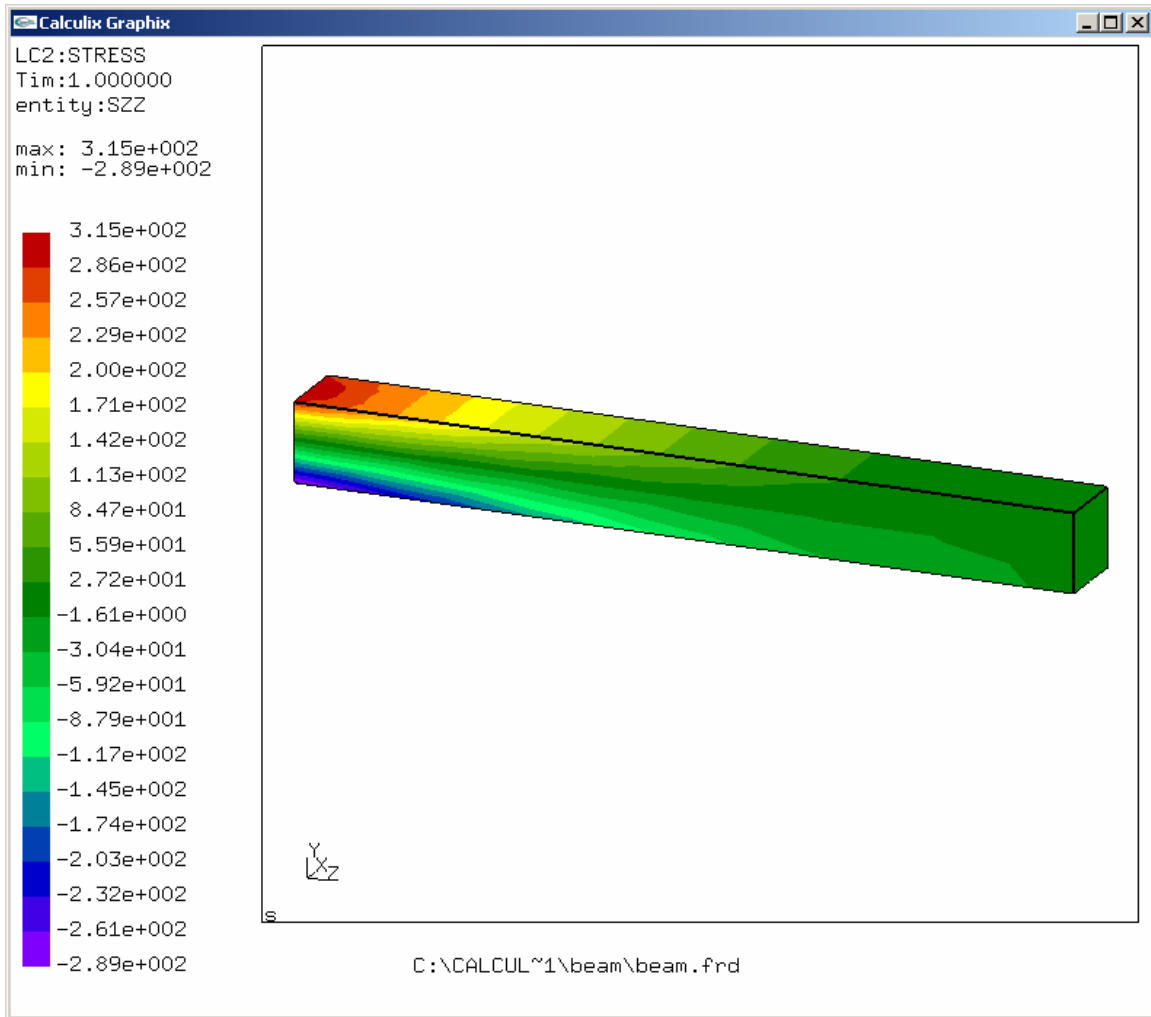 Calculix Graphix
LC2:STRESS
Tim:1.000000
entity:SZZ
max: 3.15e+002
min: -2.89e+002
3.15e+002
2.86e+002
2.57e+002
2.29e+002
2.00e+002
1.71e+002
1.42e+002
1.13e+002
8.47e+001
5.59e+001
2.72e+001
-1.61e+000
-3.04e+001
-5.92e+001
-8.79e+001
-1.17e+002
-1.45e+002
-1.74e+002
-2.03e+002
-2.32e+002
-2.61e+002
-2.89e+002
Y
X
Z
s
C:\CALCUL~1\beam\beam.frd